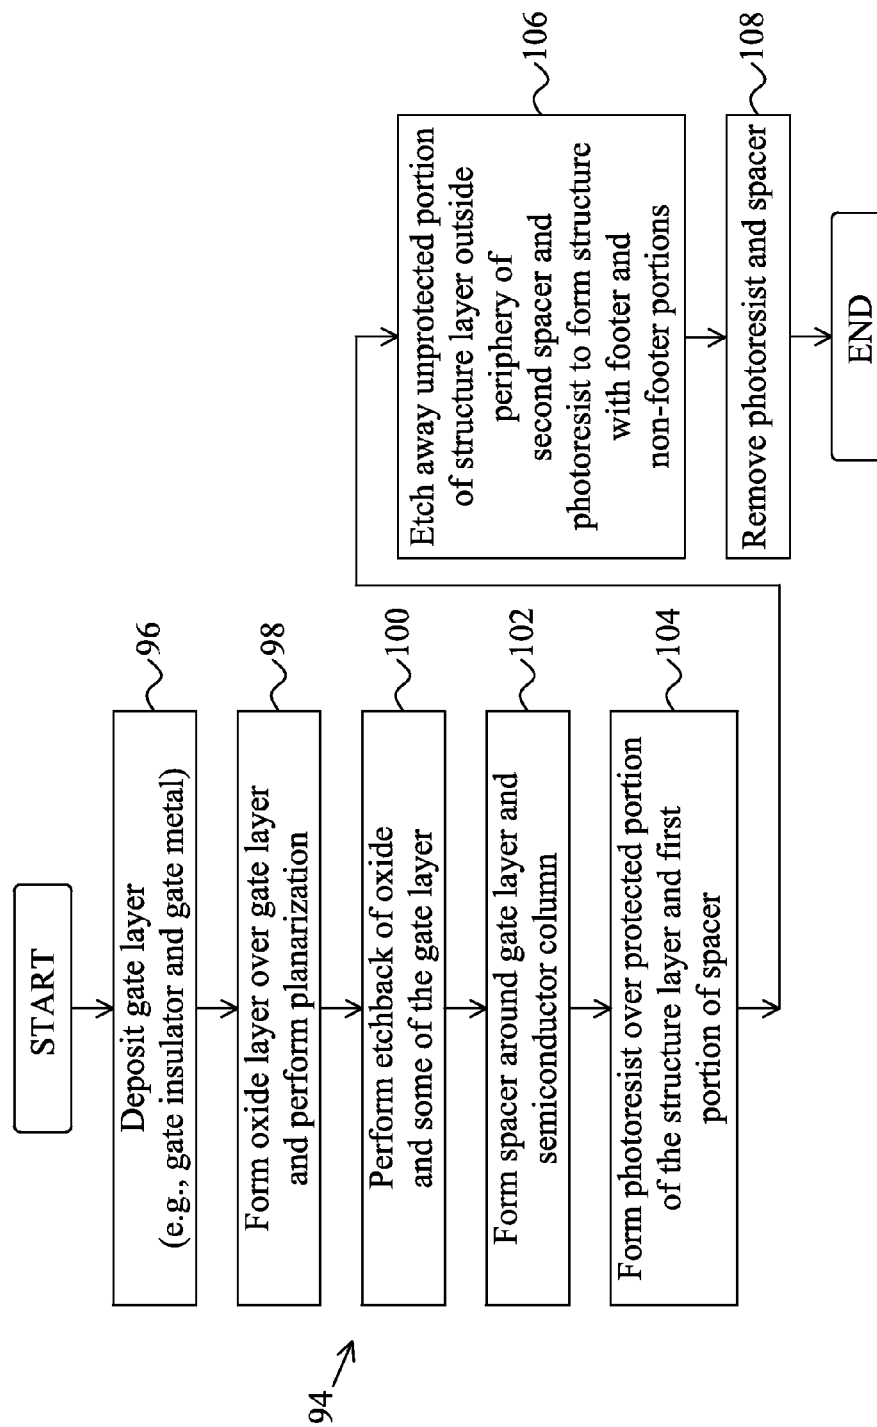 94
START
Deposit gate layer
(e.g., gate insulator and gate metal)
96
Form oxide layer over gate layer
and perform planarization
98
Perform etchback of oxide
and some of the gate layer
100
Form spacer around gate layer and
semiconductor column
102
Form photoresist over protected portion
of the structure layer and first
portion of spacer
104
Etch away unprotected portion
of structure layer outside
periphery of
second spacer and
photoresist to form structure
with footer and
non-footer portions
106
Remove photoresist and spacer
108
END